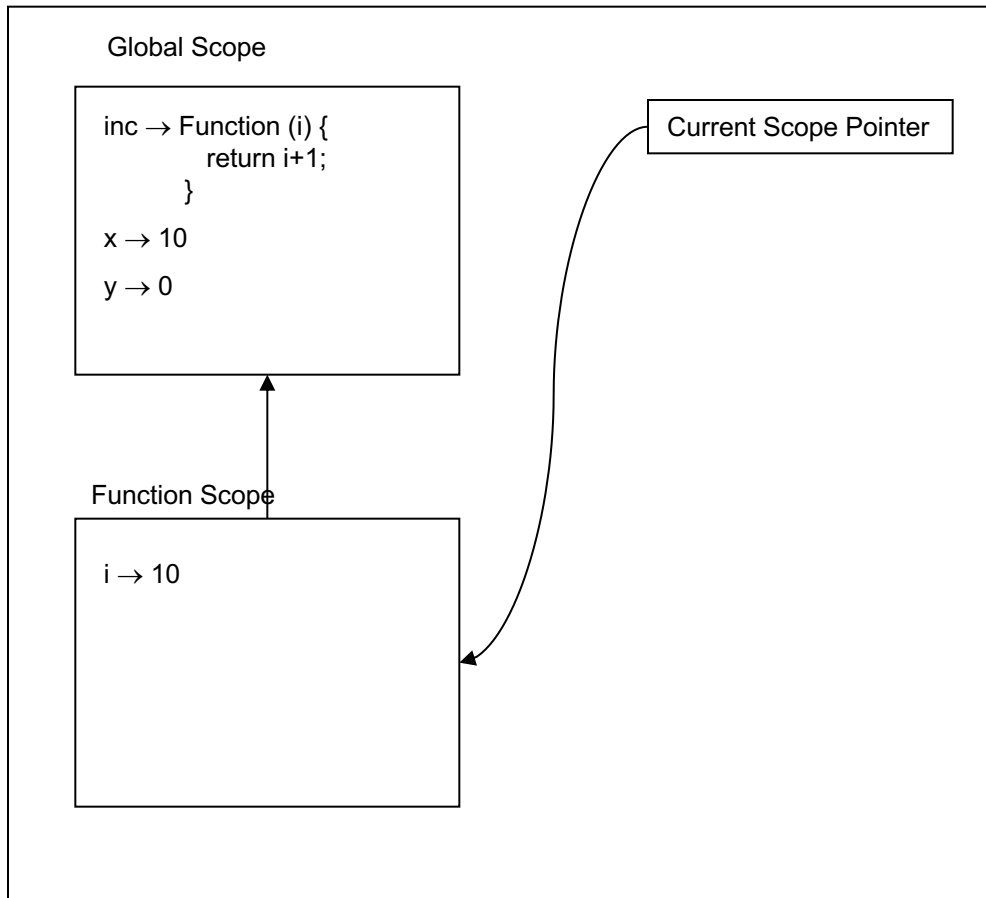 Global Scope
inc → Function (i) {
return i+1;
}
x → 10
y → 0
Current Scope Pointer
Function Scope
i → 10